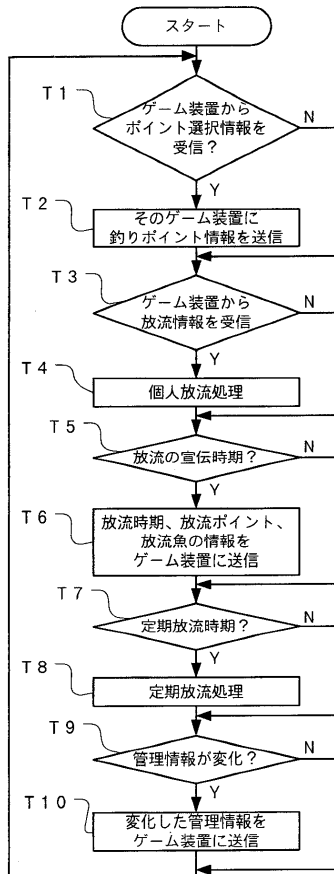 スタート
T1
ゲーム装置から
ポイント選択情報を
受信?
N
Y
T2
そのゲーム装置に
釣りポイント情報を送信
T3
ゲーム装置から
放流情報を受信
N
Y
T4
個人放流処理
T5
放流の宣伝時期?
N
Y
T6
放流時期、放流ポイント、
放流魚の情報を
ゲーム装置に送信
T7
定期放流時期?
N
Y
T8
定期放流処理
T9
管理情報が変化?
N
Y
T10
変化した管理情報を
ゲーム装置に送信